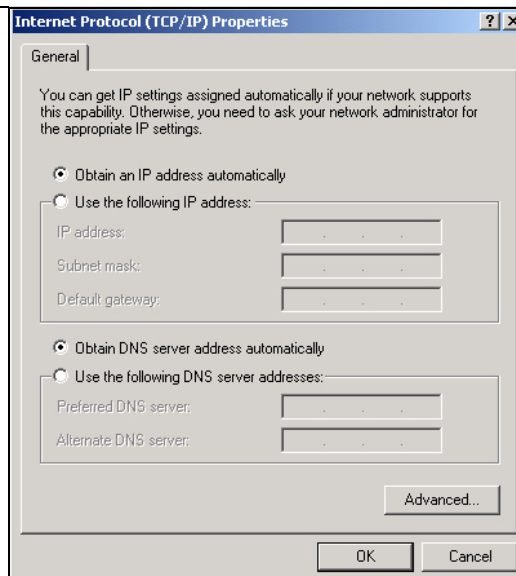 Internet Protocol (TCP/IP) Properties
General
You can get IP settings assigned automatically if your network supports
this capability. Otherwise, you need to ask your network administrator for
the appropriate IP settings.
Obtain an IP address automatically
Use the following IP address:
IP address:
Subnet mask:
Default gateway:
Obtain DNS server address automatically
Use the following DNS server addresses:
Preferred DNS server:
Alternate DNS server:
Advanced...
OK Cancel